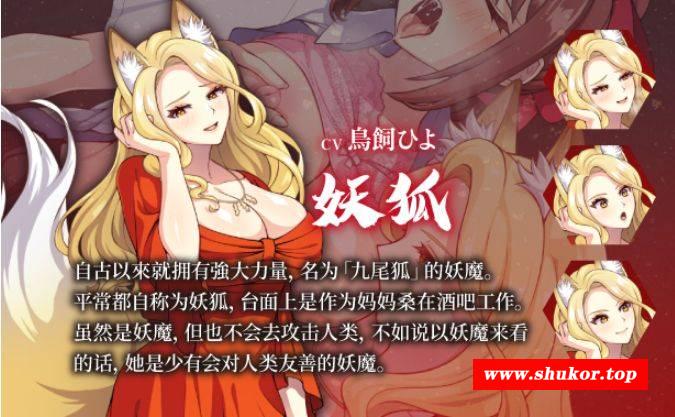 CV 鳥飼ひよ
妖狐
自古以來就拥有強大力量，名为「九尾狐」的妖魔。
平常都自称为妖狐，台面上是作为妈妈桑在酒吧工作。
虽然是妖魔，但也不会去攻击人类，不如说以妖魔来看
的话，她是少有会对人类友善的妖魔。
www.shukor.top